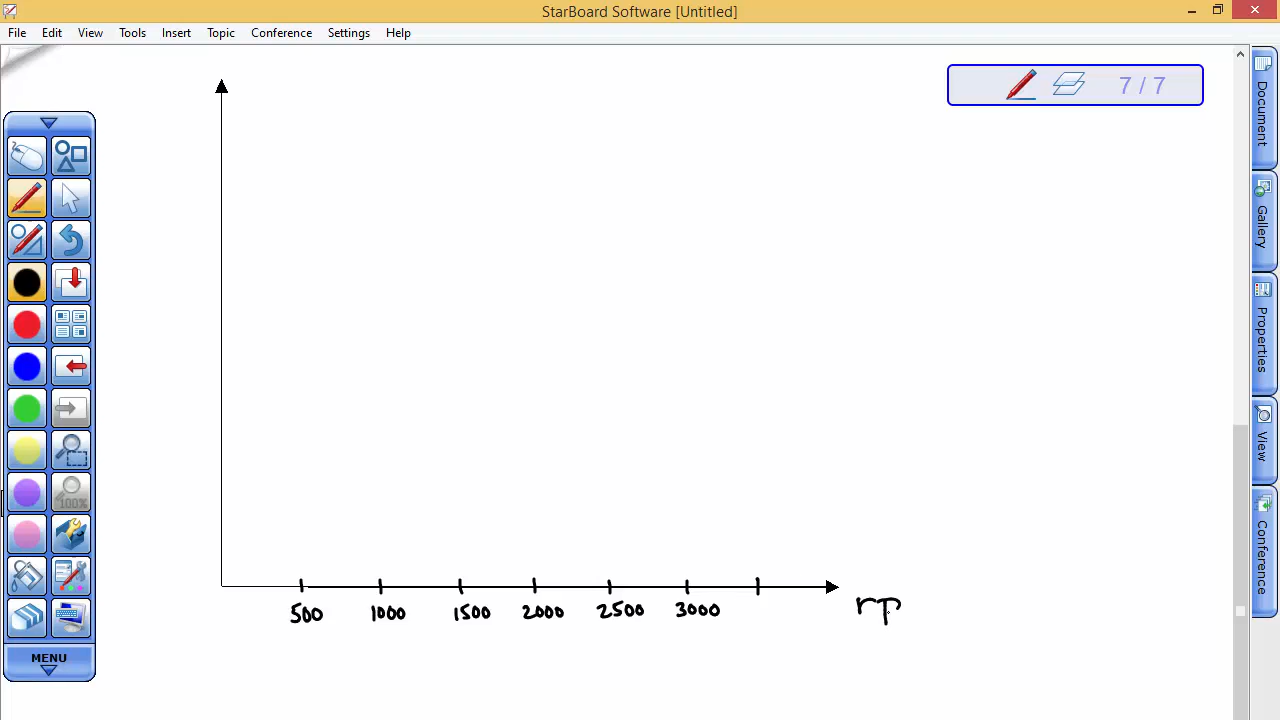 StarBoard Software [Untitled]
File Edit View Tools Insert Topic Conference Settings Help
7 / 7
Document
Gallery
Properties
View
Conference
100%
MENU
500 1000 1500 2000 2500 3000
rp